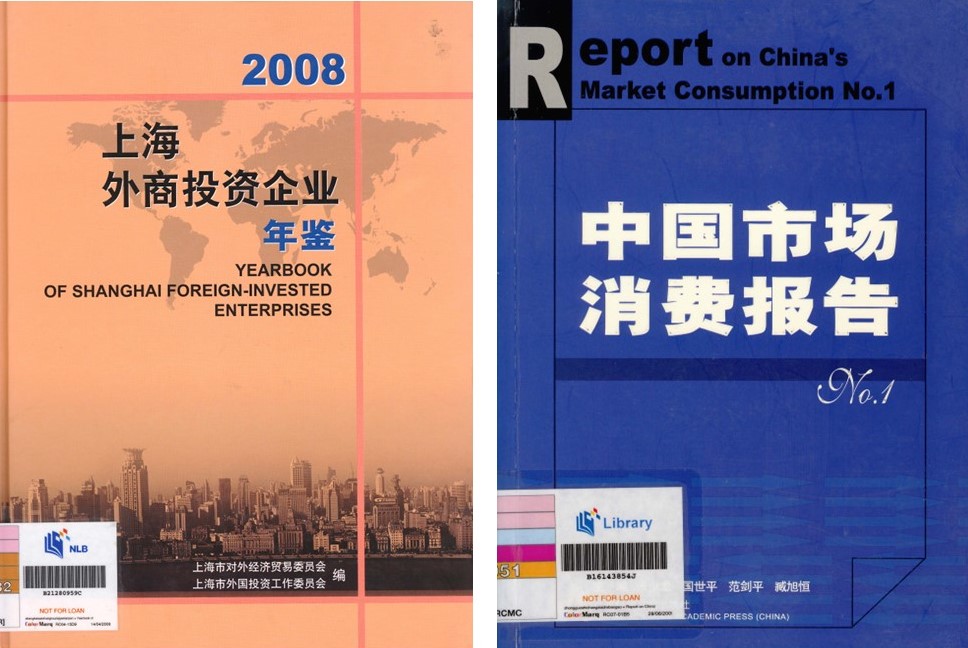 2008
上海
外商投资企业
年鉴
YEARBOOK
OF SHANGHAI FOREIGN-INVESTED
ENTERPRISES
上海市对外经济贸易委员会
上海市外国投资工作委员会 编
NLB
B21280959C
NOT FOR LOAN
Report on China's
Market Consumption No.1
中国市场
消费报告
No.1
Library
B16143854J
NOT FOR LOAN
51
RCMC
国世平 范剑平 臧旭恒
社
CADEMIC PRESS (CHINA)